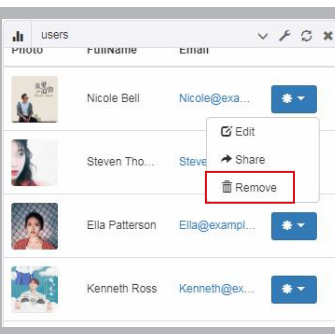 users
Photo FullName Email
Nicole Bell Nicole@exa...
Edit
Steven Tho... Steve Share
Remove
Ella Patterson Ella@exampl...
Kenneth Ross Kenneth@ex...